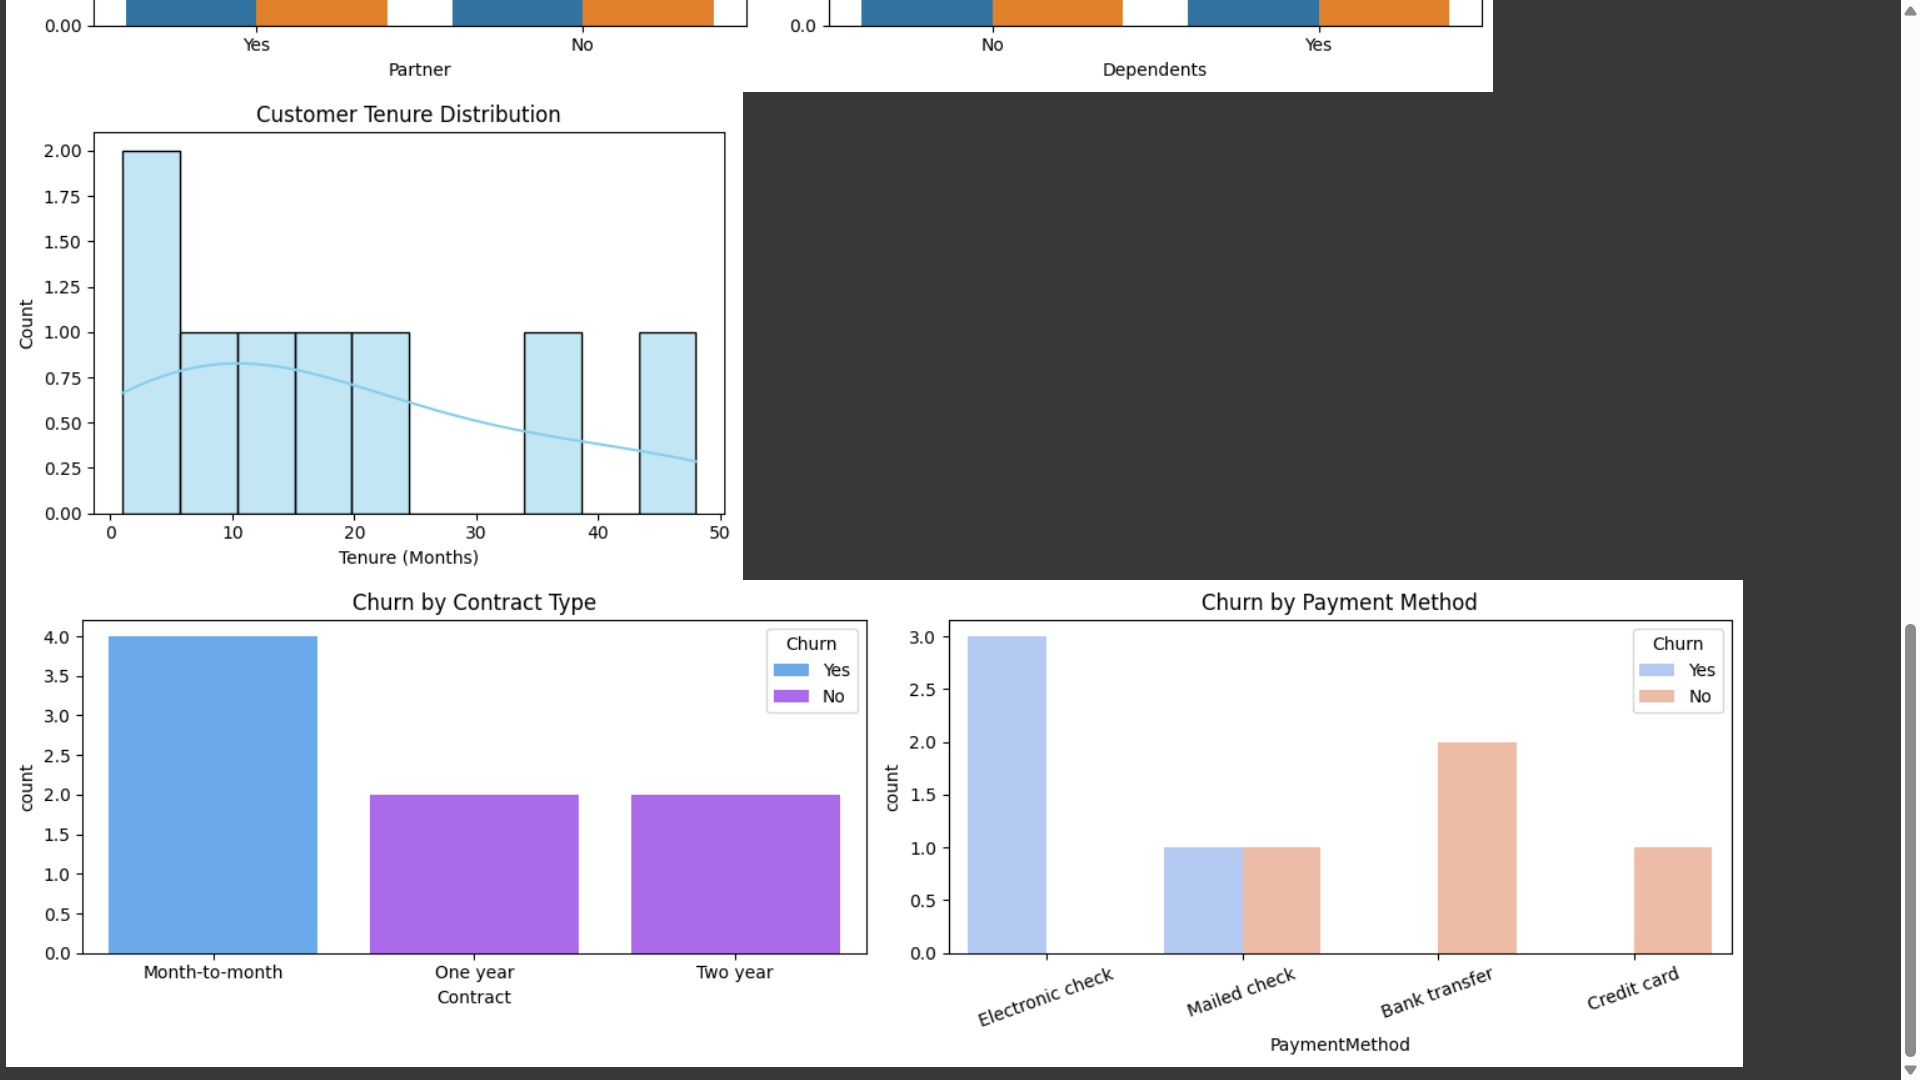 0.00
Yes No
Partner
0.0
No Yes
Dependents
Customer Tenure Distribution
2.00
1.75
1.50
1.25
1.00
0.75
0.50
0.25
0.00
Count
0 10 20 30 40 50
Tenure (Months)
Churn by Contract Type
4.0
3.5
3.0
2.5
2.0
1.5
1.0
0.5
0.0
count
Churn
Yes
No
Month-to-month One year Two year
Contract
Churn by Payment Method
3.0
2.5
2.0
1.5
1.0
0.5
0.0
count
Churn
Yes
No
Electronic check Mailed check Bank transfer Credit card
PaymentMethod